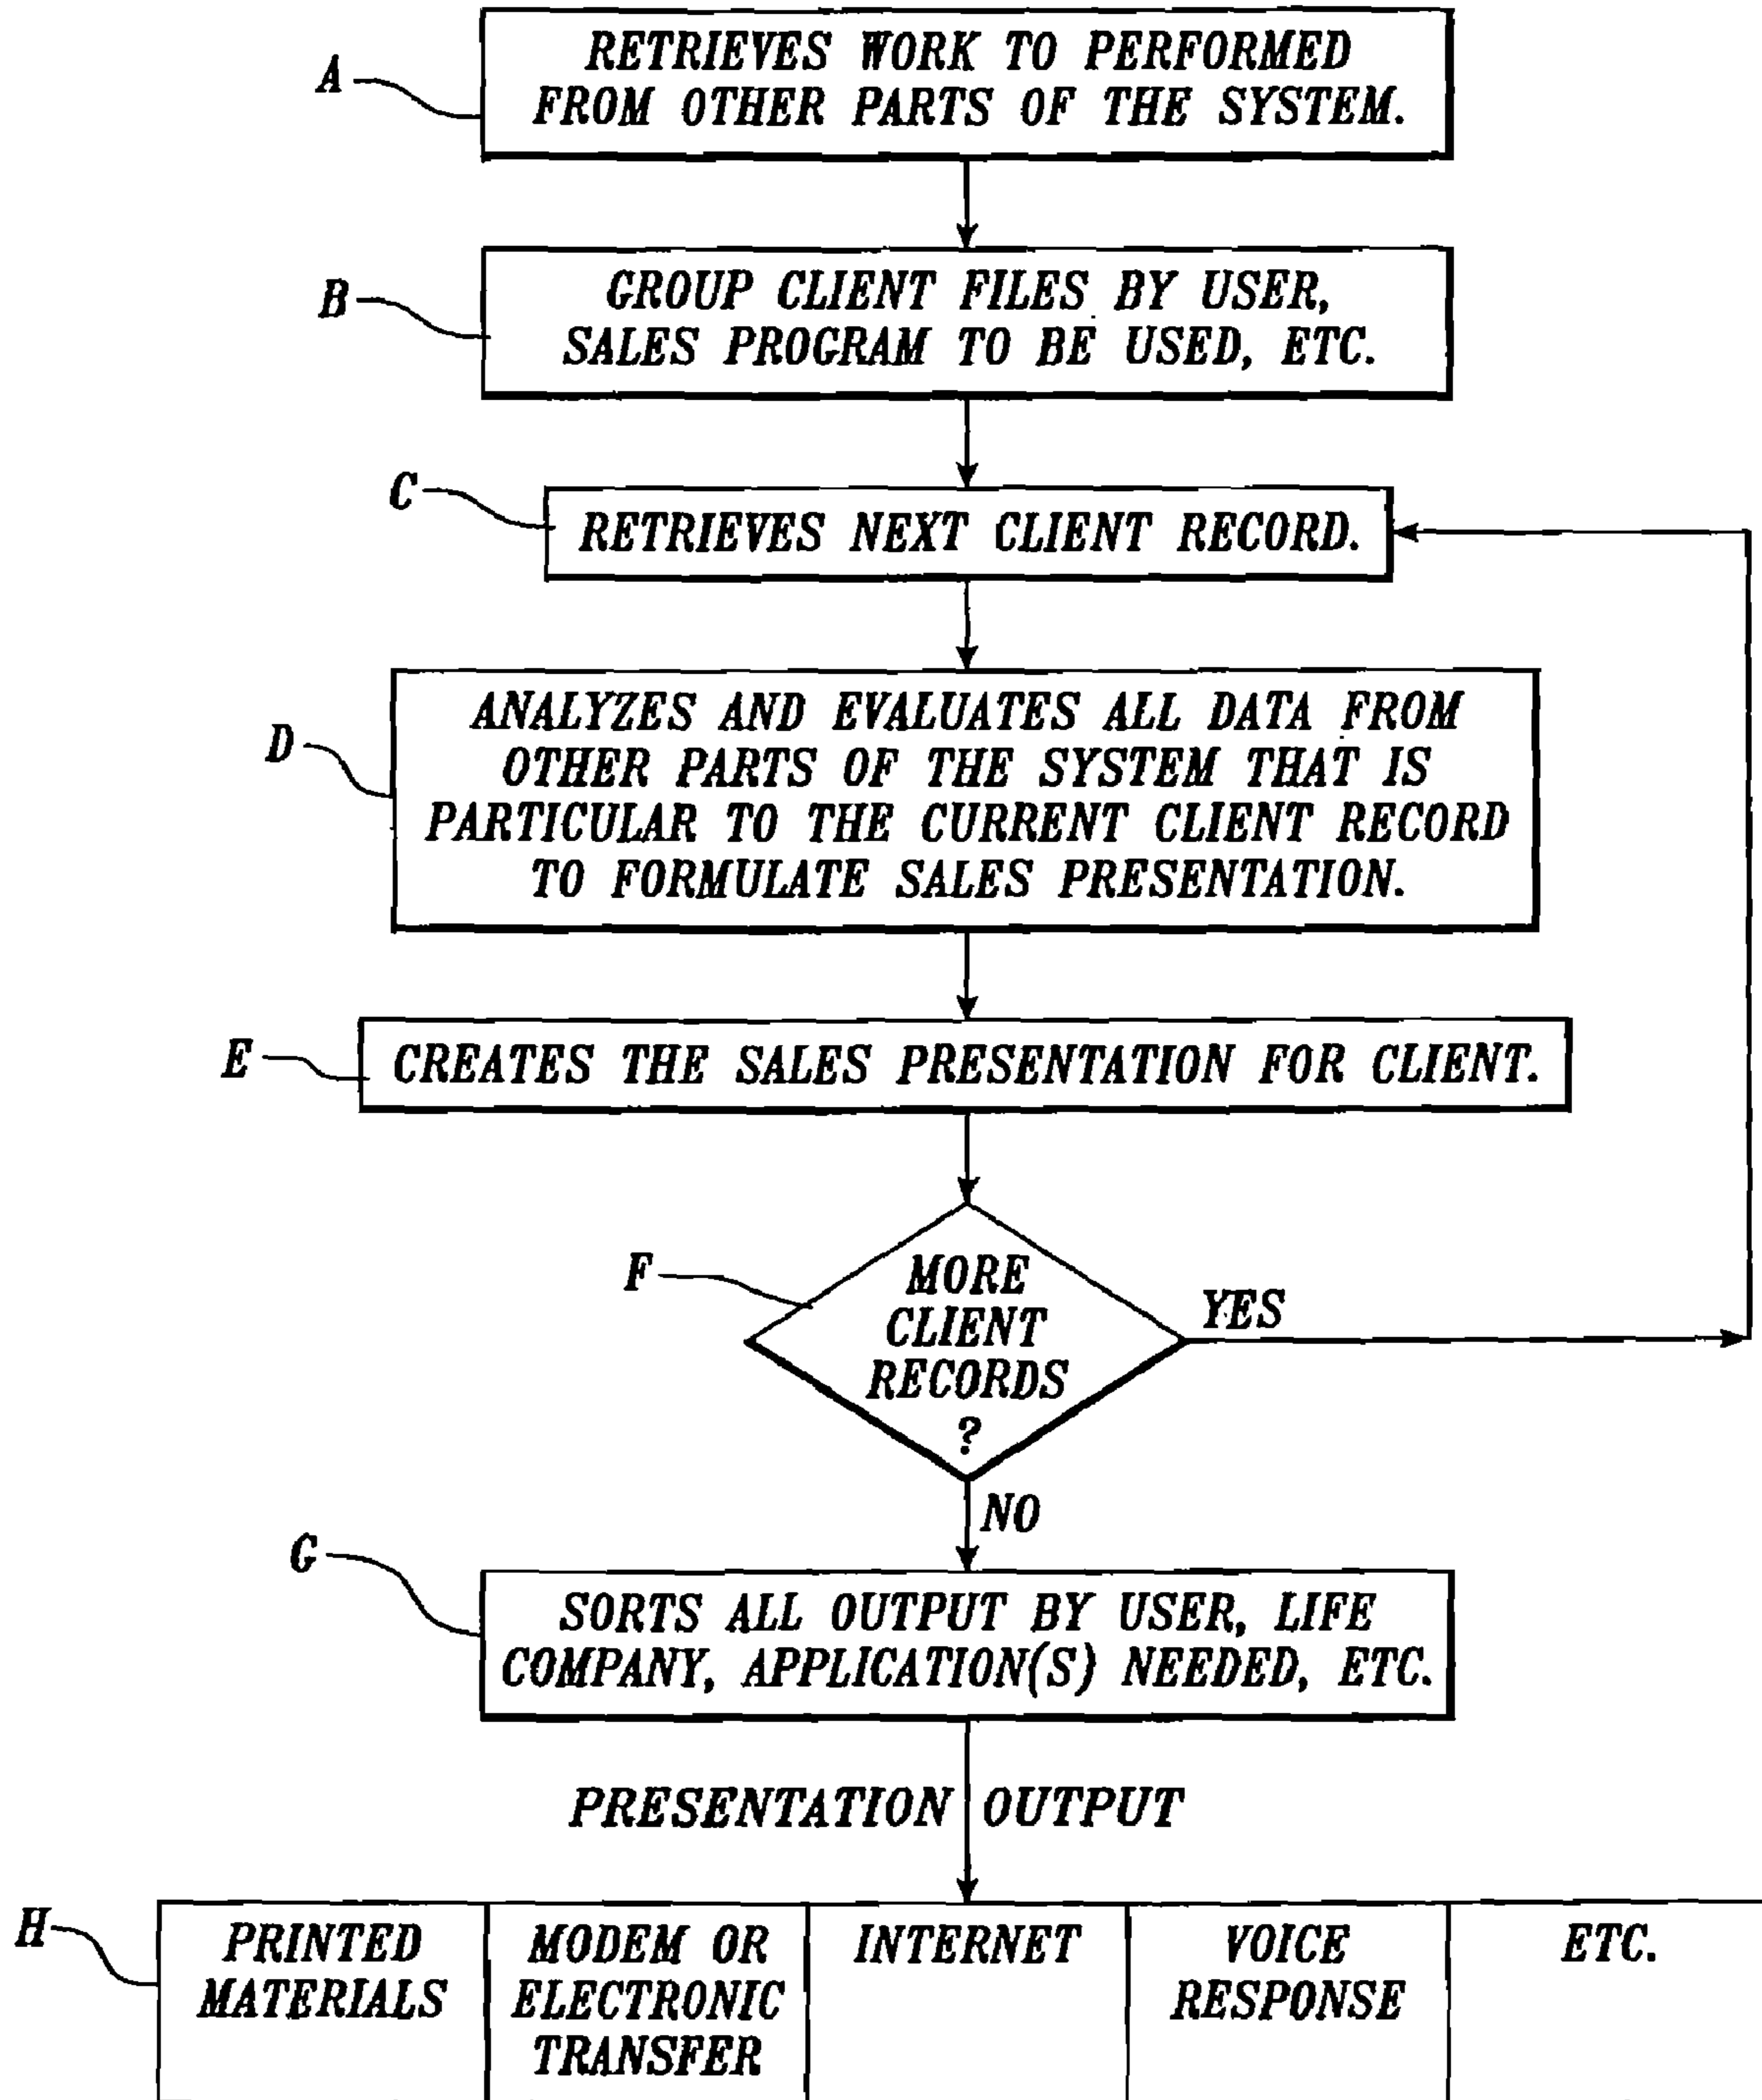 A
RETRIEVES WORK TO PERFORMED
FROM OTHER PARTS OF THE SYSTEM.
B
GROUP CLIENT FILES BY USER,
SALES PROGRAM TO BE USED, ETC.
C
RETRIEVES NEXT CLIENT RECORD.
D
ANALYZES AND EVALUATES ALL DATA FROM
OTHER PARTS OF THE SYSTEM THAT IS
PARTICULAR TO THE CURRENT CLIENT RECORD
TO FORMULATE SALES PRESENTATION.
E
CREATES THE SALES PRESENTATION FOR CLIENT.
F
MORE
CLIENT
RECORDS
?
YES
NO
G
SORTS ALL OUTPUT BY USER, LIFE
COMPANY, APPLICATION(S) NEEDED, ETC.
PRESENTATION OUTPUT
H
PRINTED
MATERIALS
MODEM OR
ELECTRONIC
TRANSFER
INTERNET
VOICE
RESPONSE
ETC.